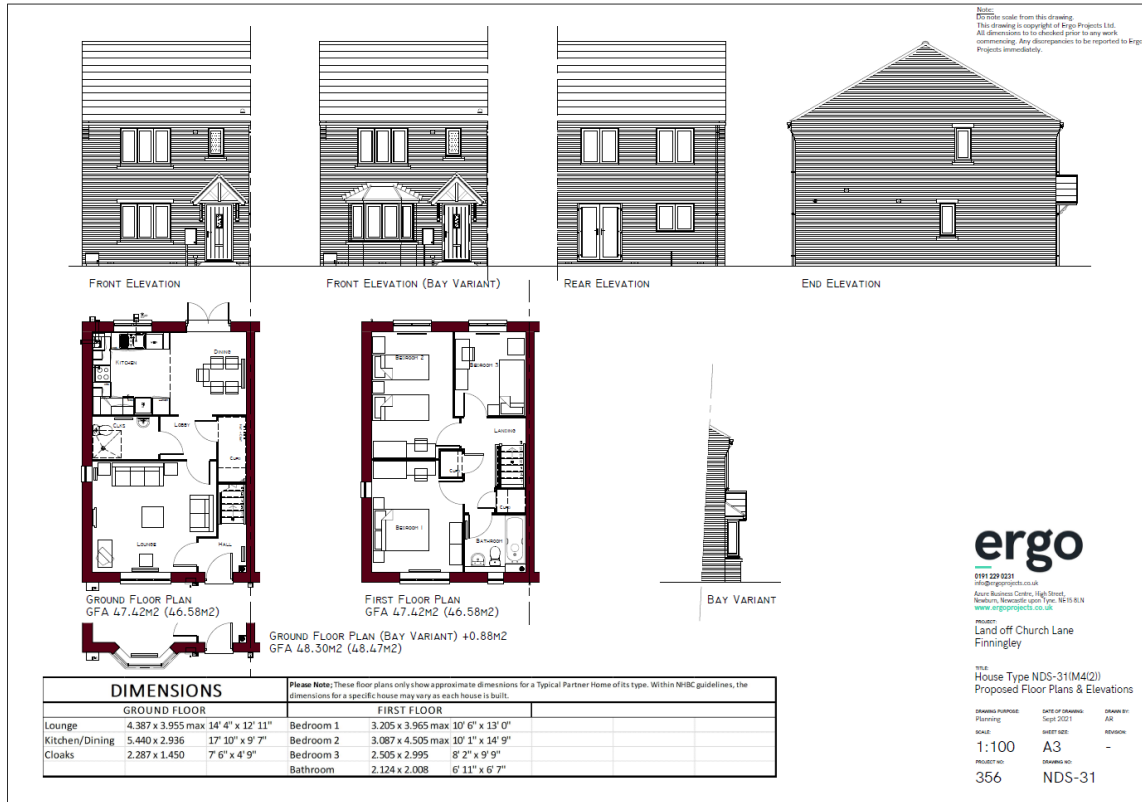 Note:
Do note scale from this drawing.
This drawing is copyright of Ergo Projects Ltd.
All dimensions to to checked prior to any work
commencing. Any discrepancies to be reported to Ergo
Projects immediately.
FRONT ELEVATION
FRONT ELEVATION (BAY VARIANT)
REAR ELEVATION
END ELEVATION
KITCHEN
DINING
CLKS
LOBBY
CUPD
LOUNGE
HALL
BEDROOM 2
BEDROOM 3
LANDING
CUPD
CUPD
BEDROOM 1
BATHROOM
GROUND FLOOR PLAN
GFA 47.42M2 (46.58M2)
FIRST FLOOR PLAN
GFA 47.42M2 (46.58M2)
BAY VARIANT
GROUND FLOOR PLAN (BAY VARIANT) +0.88M2
GFA 48.30M2 (48.47M2)
DIMENSIONS
Please Note; These floor plans only show approximate dimesnions for a Typical Partner Home of its type. Within NHBC guidelines, the
dimensions for a specific house may vary as each house is built.
GROUND FLOOR FIRST FLOOR
Lounge 4.387 x 3.955 max 14' 4" x 12' 11" Bedroom 1 3.205 x 3.965 max 10' 6" x 13' 0"
Kitchen/Dining 5.440 x 2.936 17' 10" x 9' 7" Bedroom 2 3.087 x 4.505 max 10' 1" x 14' 9"
Cloaks 2.287 x 1.450 7' 6" x 4' 9" Bedroom 3 2.505 x 2.995 8' 2" x 9' 9"
Bathroom 2.124 x 2.008 6' 11" x 6' 7"
ergo
0191 229 0231
info@ergoprojects.co.uk
Azure Business Centre, High Street,
Newburn, Newcastle upon Tyne. NE15 8LN
www.ergoprojects.co.uk
PROJECT:
Land off Church Lane
Finningley
TITLE:
House Type NDS-31(M4(2))
Proposed Floor Plans & Elevations
DRAWING PURPOSE: DATE OF DRAWING: DRAWN BY:
Planning Sept 2021 AR
SCALE: SHEET SIZE: REVISION:
1:100 A3 -
PROJECT NO: DRAWING NO:
356 NDS-31